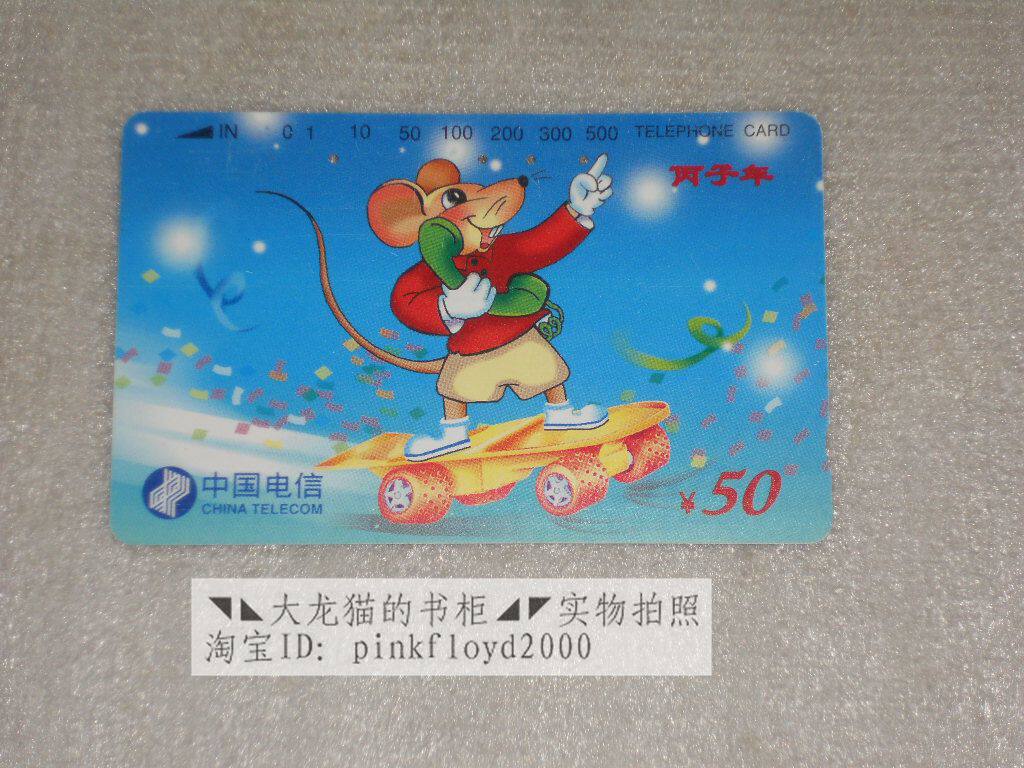 IN 0 1 10 50 100 200 300 500 TELEPHONE CARD
丙子年
中国电信
CHINA TELECOM
¥50
◥◣大龙猫的书柜◢◤实物拍照
淘宝ID: pinkfloyd2000